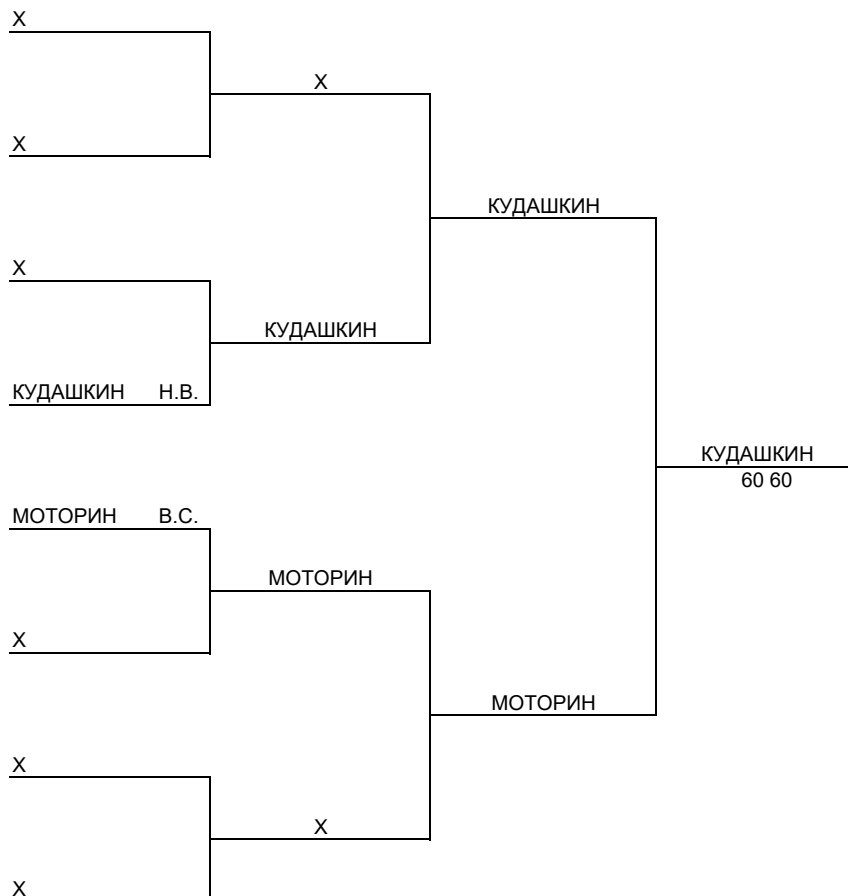 Х
Х
Х
КУДАШКИН
Х
КУДАШКИН
КУДАШКИН Н.В.
КУДАШКИН
60 60
МОТОРИН В.С.
МОТОРИН
Х
МОТОРИН
Х
Х
Х